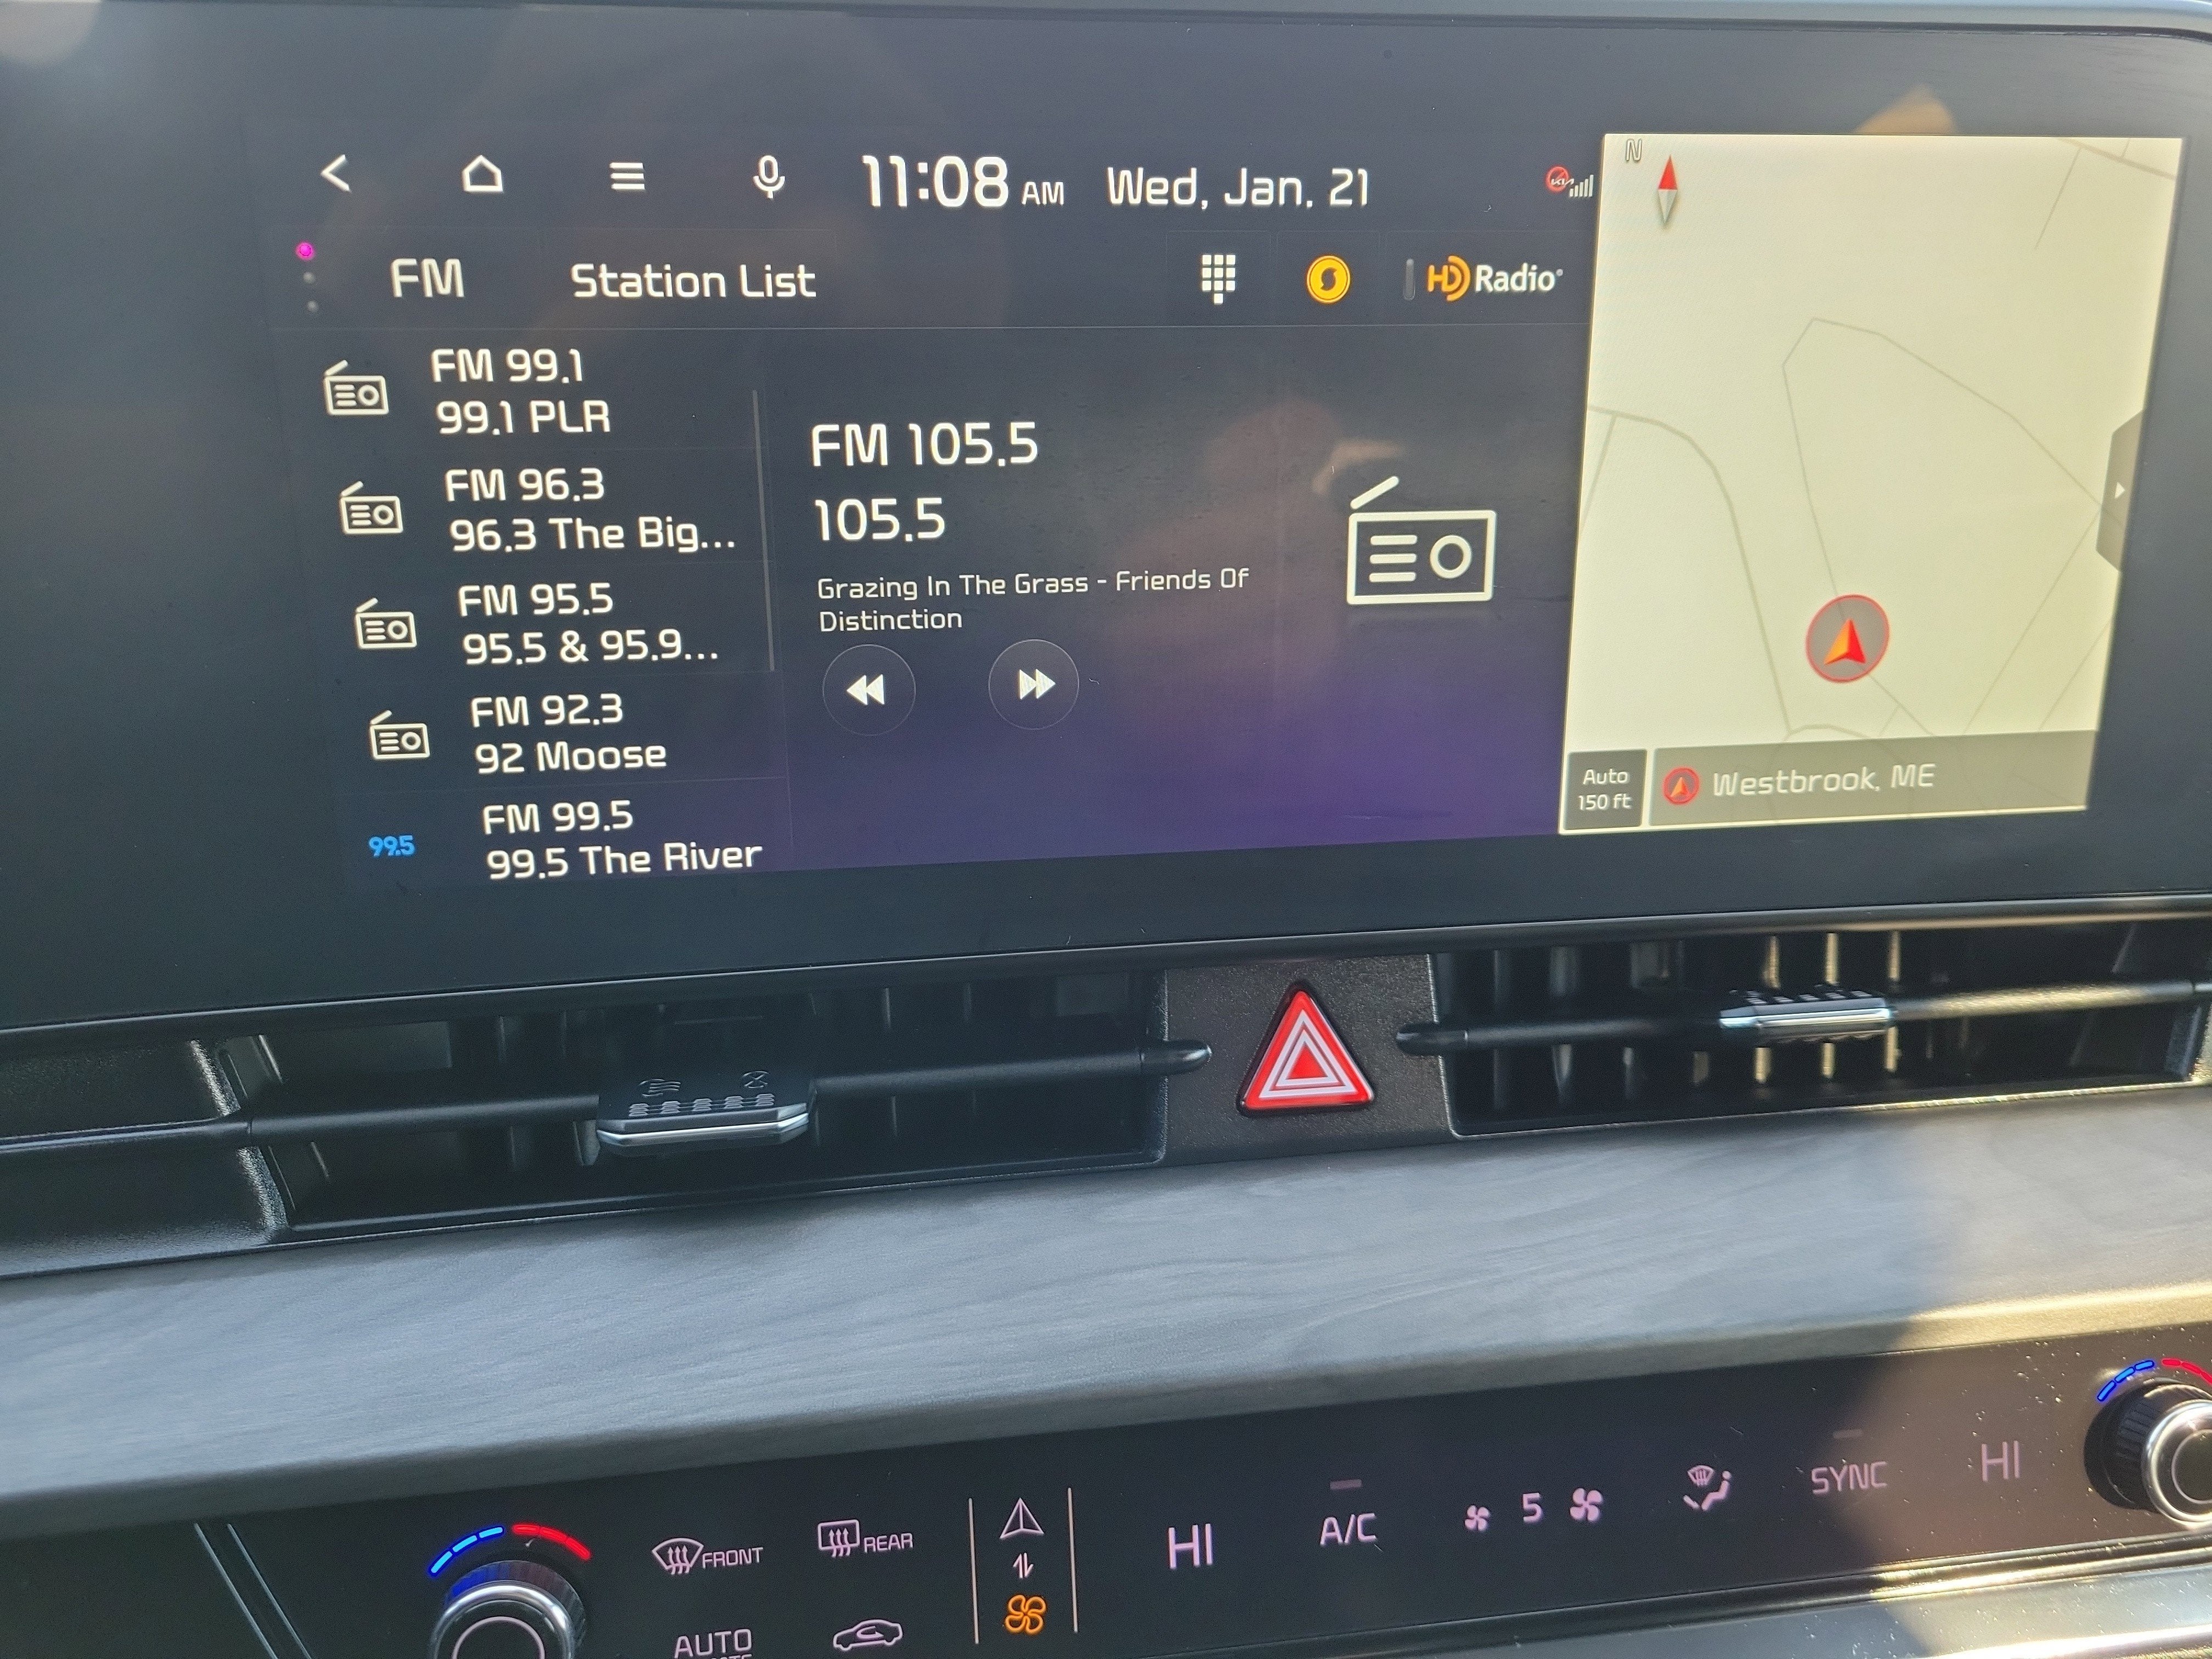 11:08 AM Wed, Jan. 21
FM Station List
HD Radio
FM 99.1
99.1 PLR
FM 96.3
96.3 The Big...
FM 95.5
95.5 & 95.9...
FM 92.3
92 Moose
99.5
FM 99.5
99.5 The River
FM 105.5
105.5
Grazing In The Grass - Friends Of
Distinction
N
Auto
150 ft
Westbrook, ME
FRONT
REAR
HI
A/C
5
SYNC
HI
AUTO